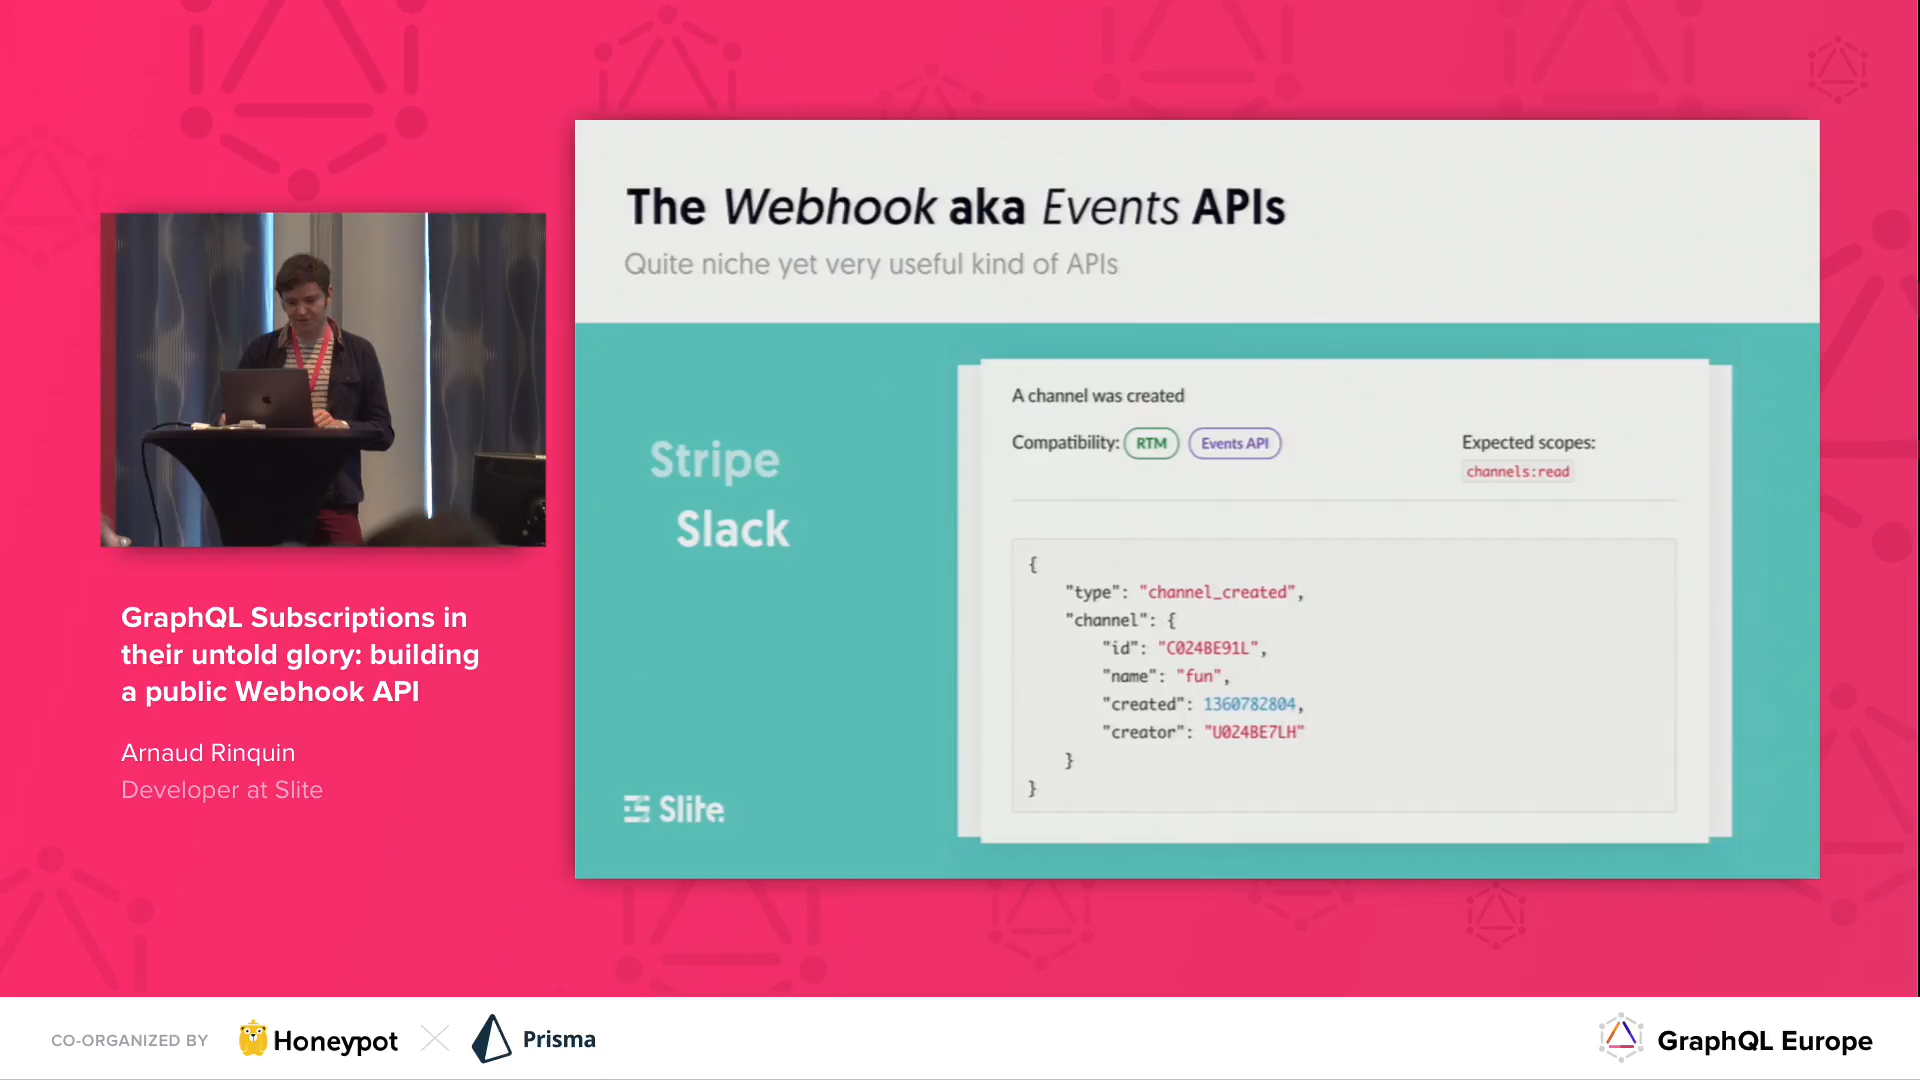 The Webhook aka Events APIs
Quite niche yet very useful kind of APIs
Stripe
Slack
Slite
A channel was created
Compatibility: RTM Events API
Expected scopes:
channels:read
{
"type": "channel_created",
"channel": {
"id": "C024BE91L",
"name": "fun",
"created": 1360782804,
"creator": "U024BE7LH"
}
}
GraphQL Subscriptions in
their untold glory: building
a public Webhook API
Arnaud Rinquin
Developer at Slite
CO-ORGANIZED BY
Honeypot
Prisma
GraphQL Europe